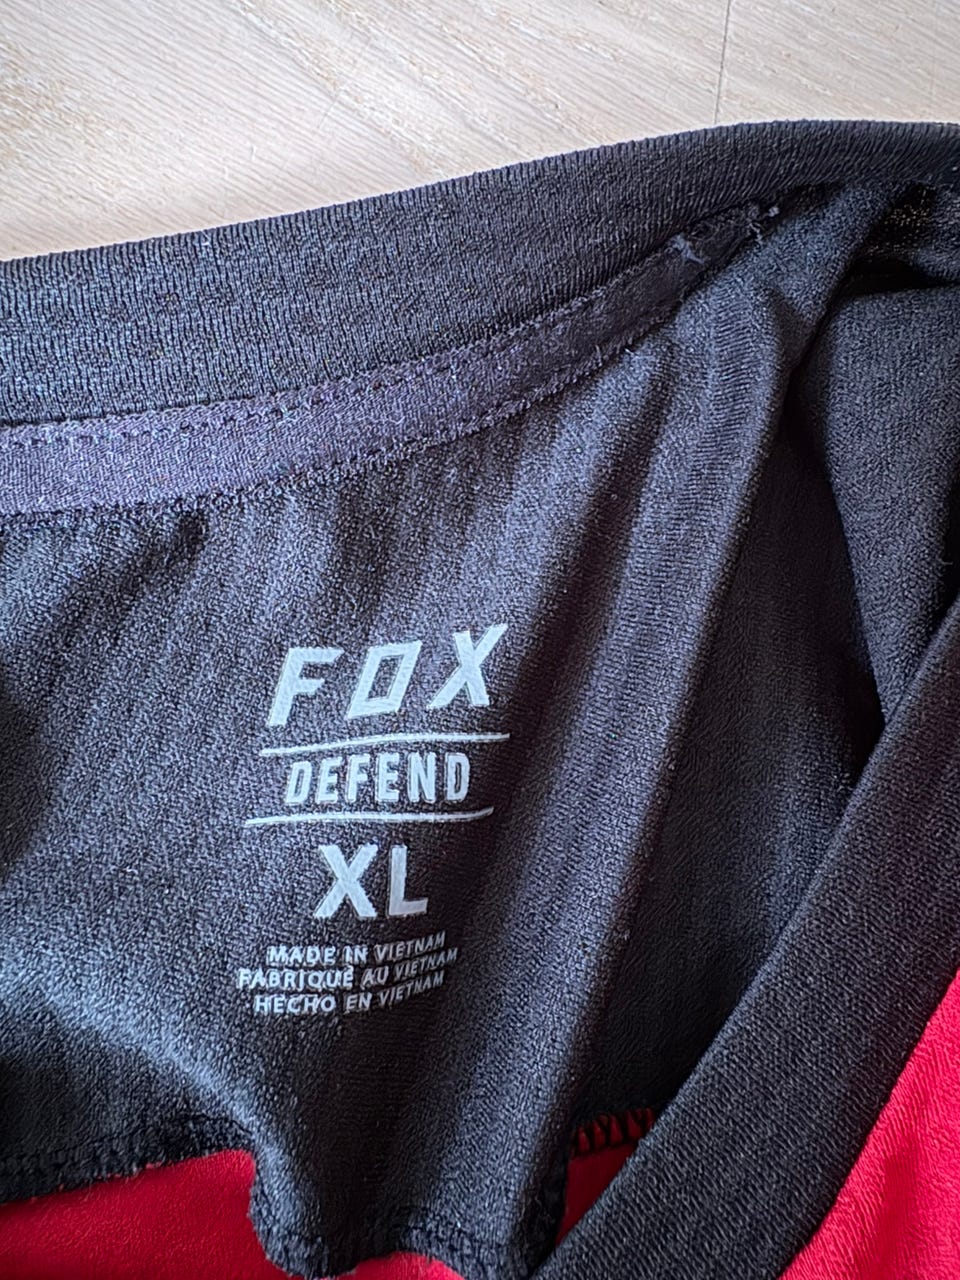 FOX
DEFEND
XL
MADE IN VIETNAM
FABRIQUÉ AU VIETNAM
HECHO EN VIETNAM